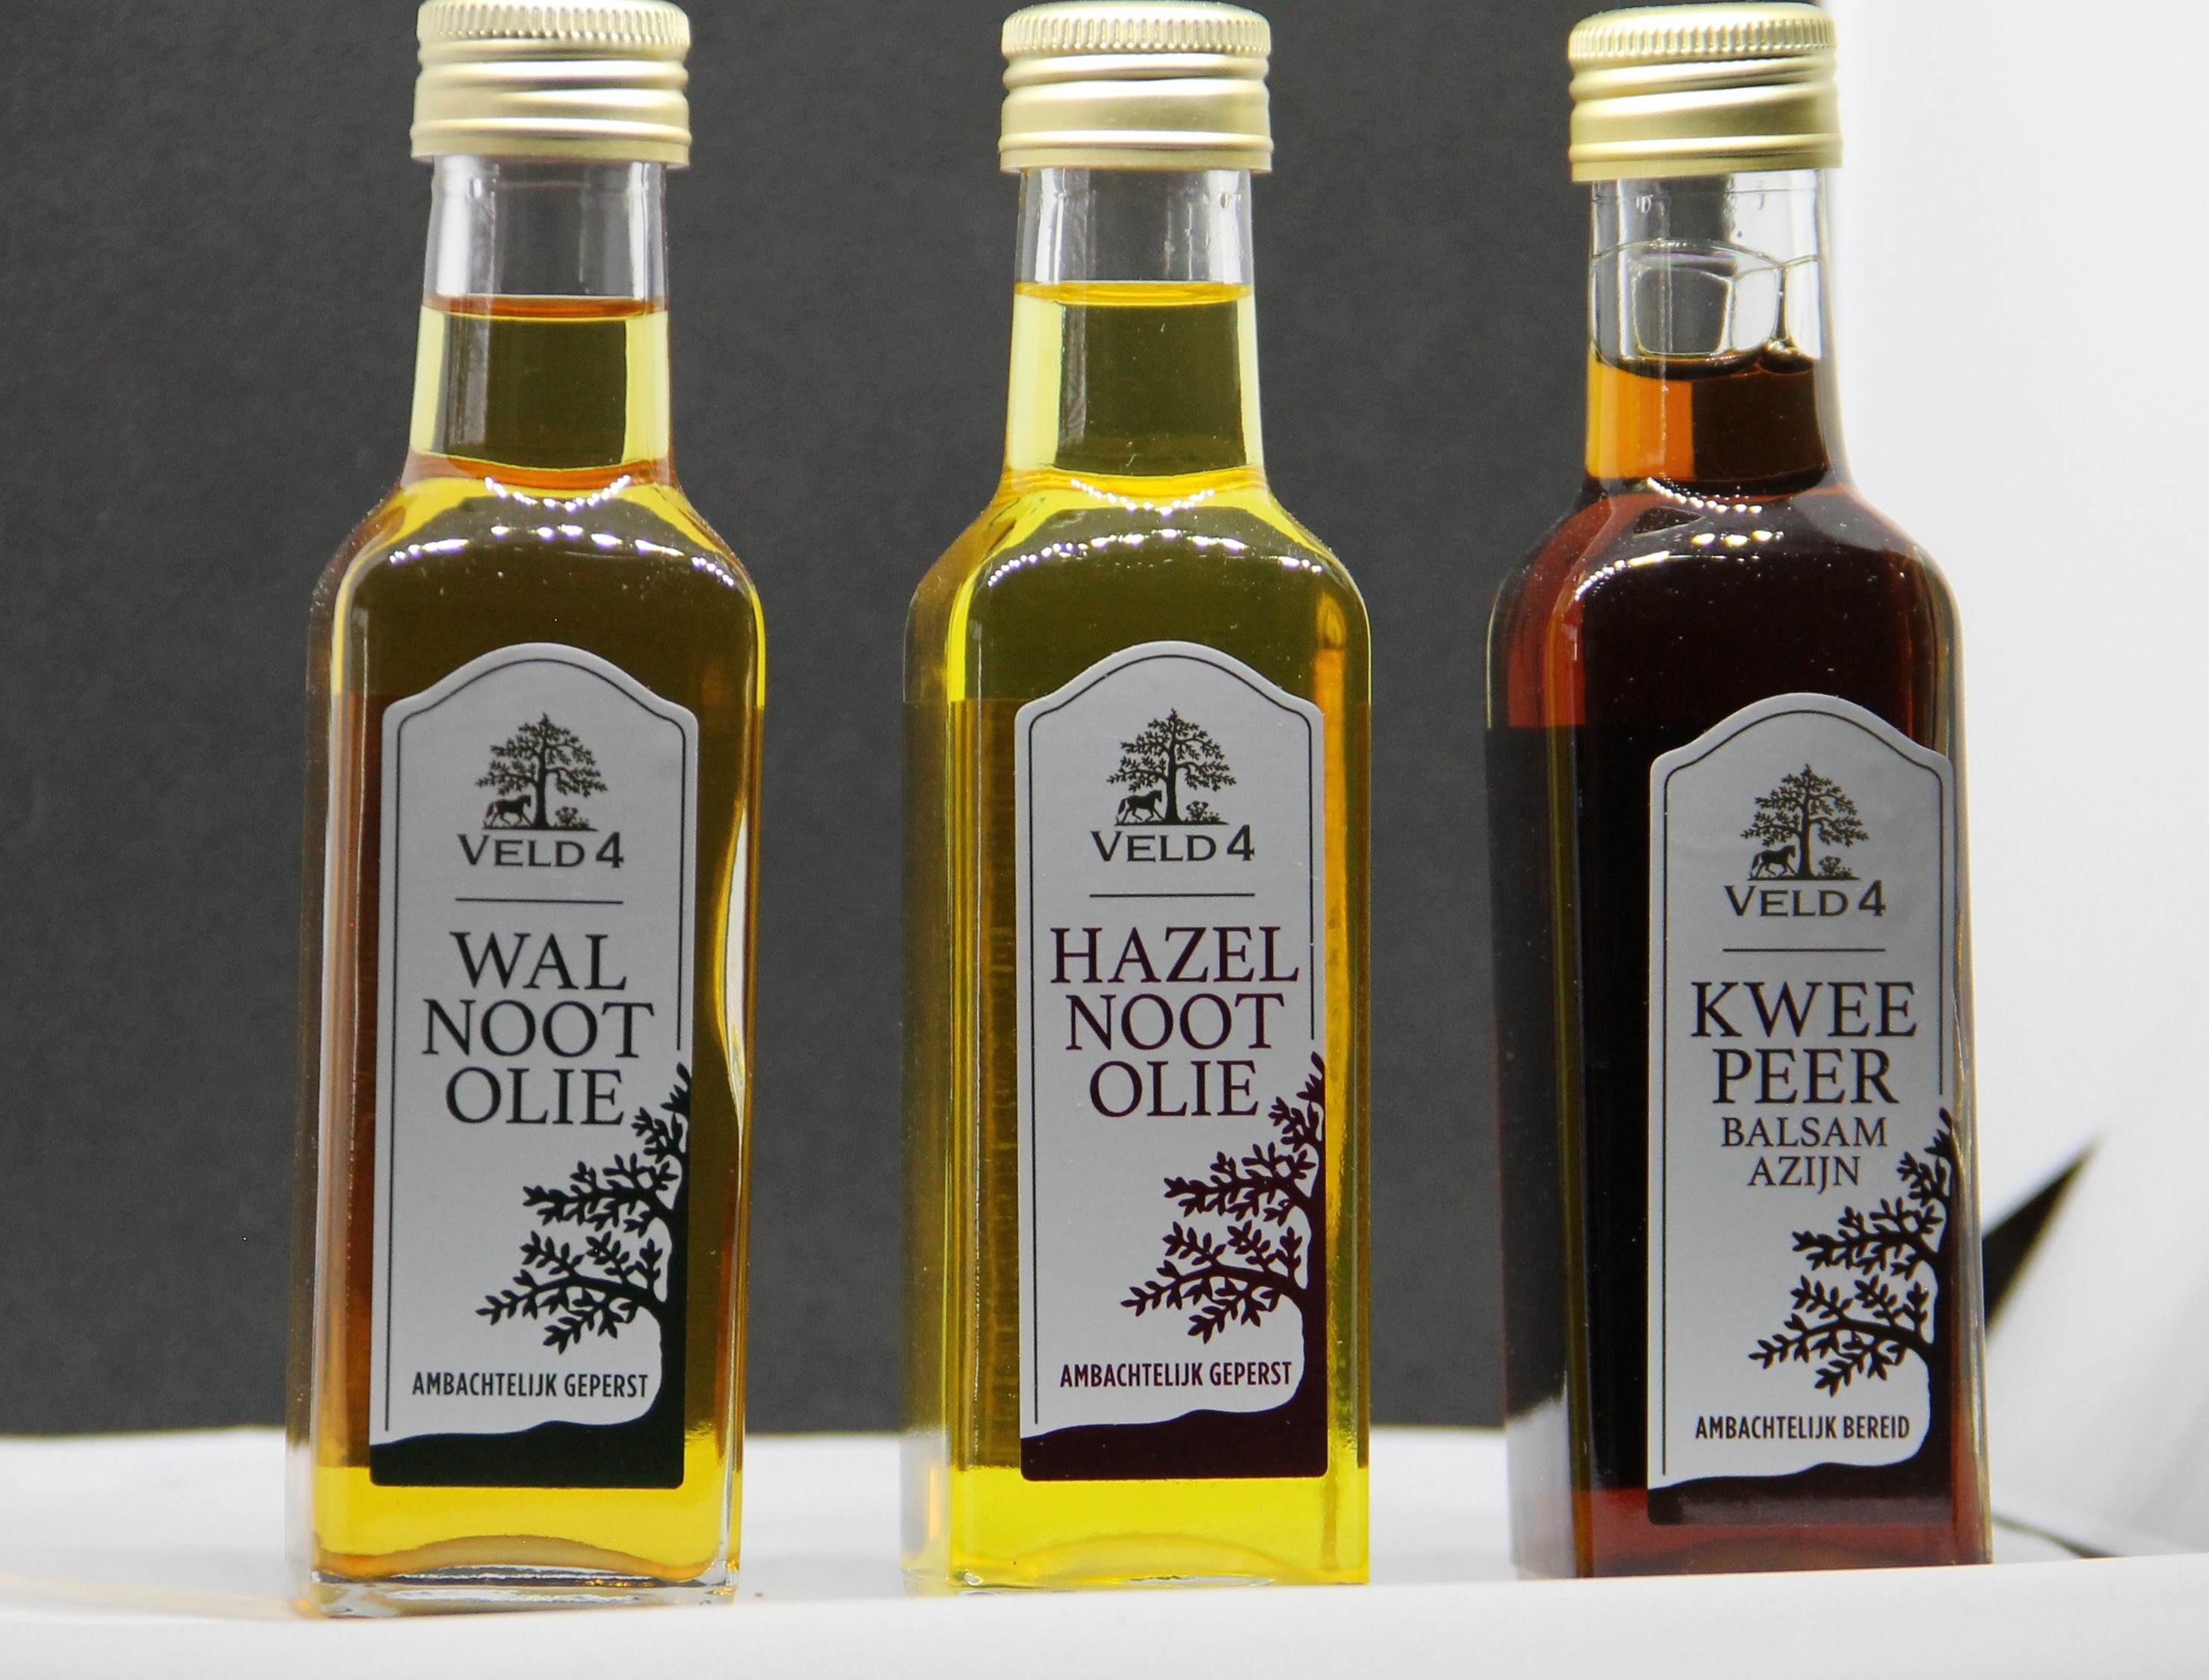 VELD 4
WAL
NOOT
OLIE
AMBACHTELIJK GEPERST
VELD 4
HAZEL
NOOT
OLIE
AMBACHTELIJK GEPERST
VELD 4
KWEE
PEER
BALSAM
AZIJN
AMBACHTELIJK BEREID